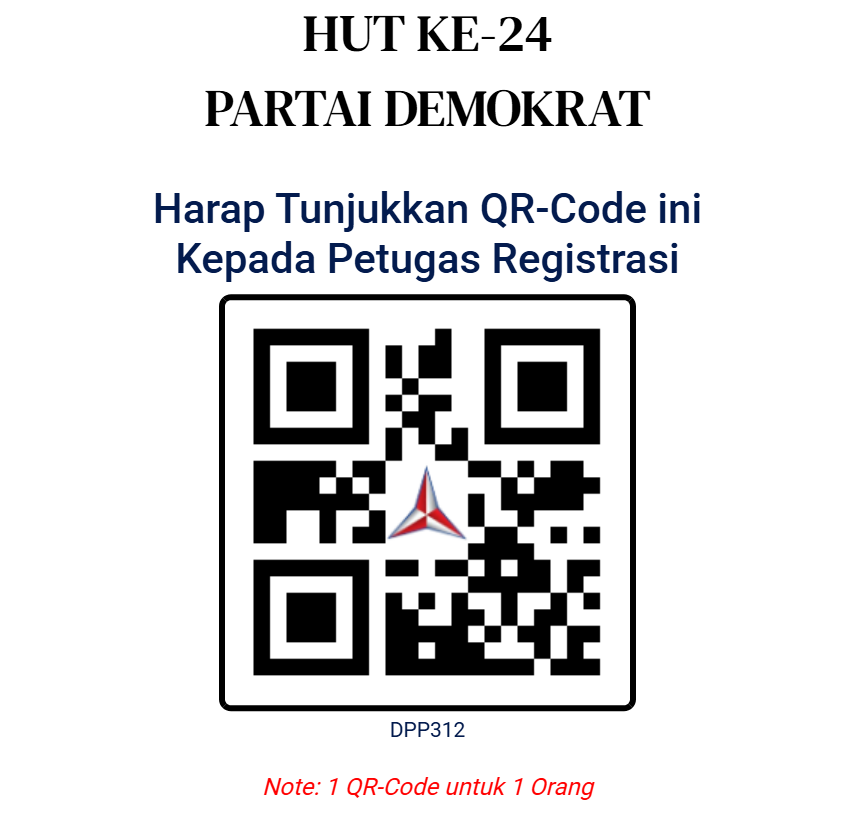 HUT KE-24
PARTAI DEMOKRAT
Harap Tunjukkan QR-Code ini
Kepada Petugas Registrasi
DPP312
Note: 1 QR-Code untuk 1 Orang